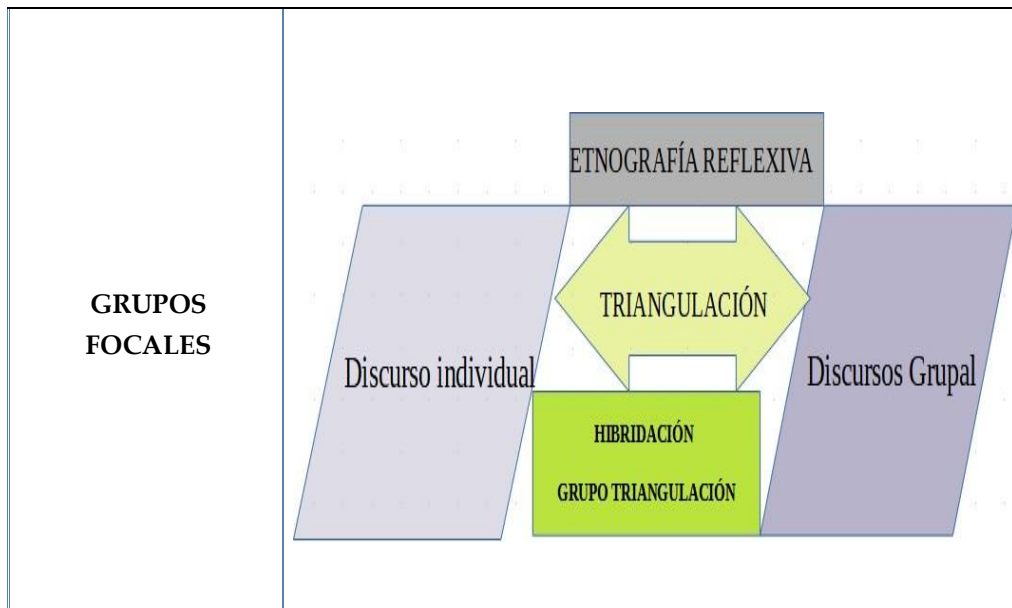 GRUPOS
FOCALES
ETNOGRAFÍA REFLEXIVA
TRIANGULACIÓN
Discurso individual
Discursos Grupal
HIBRIDACIÓN
GRUPO TRIANGULACIÓN